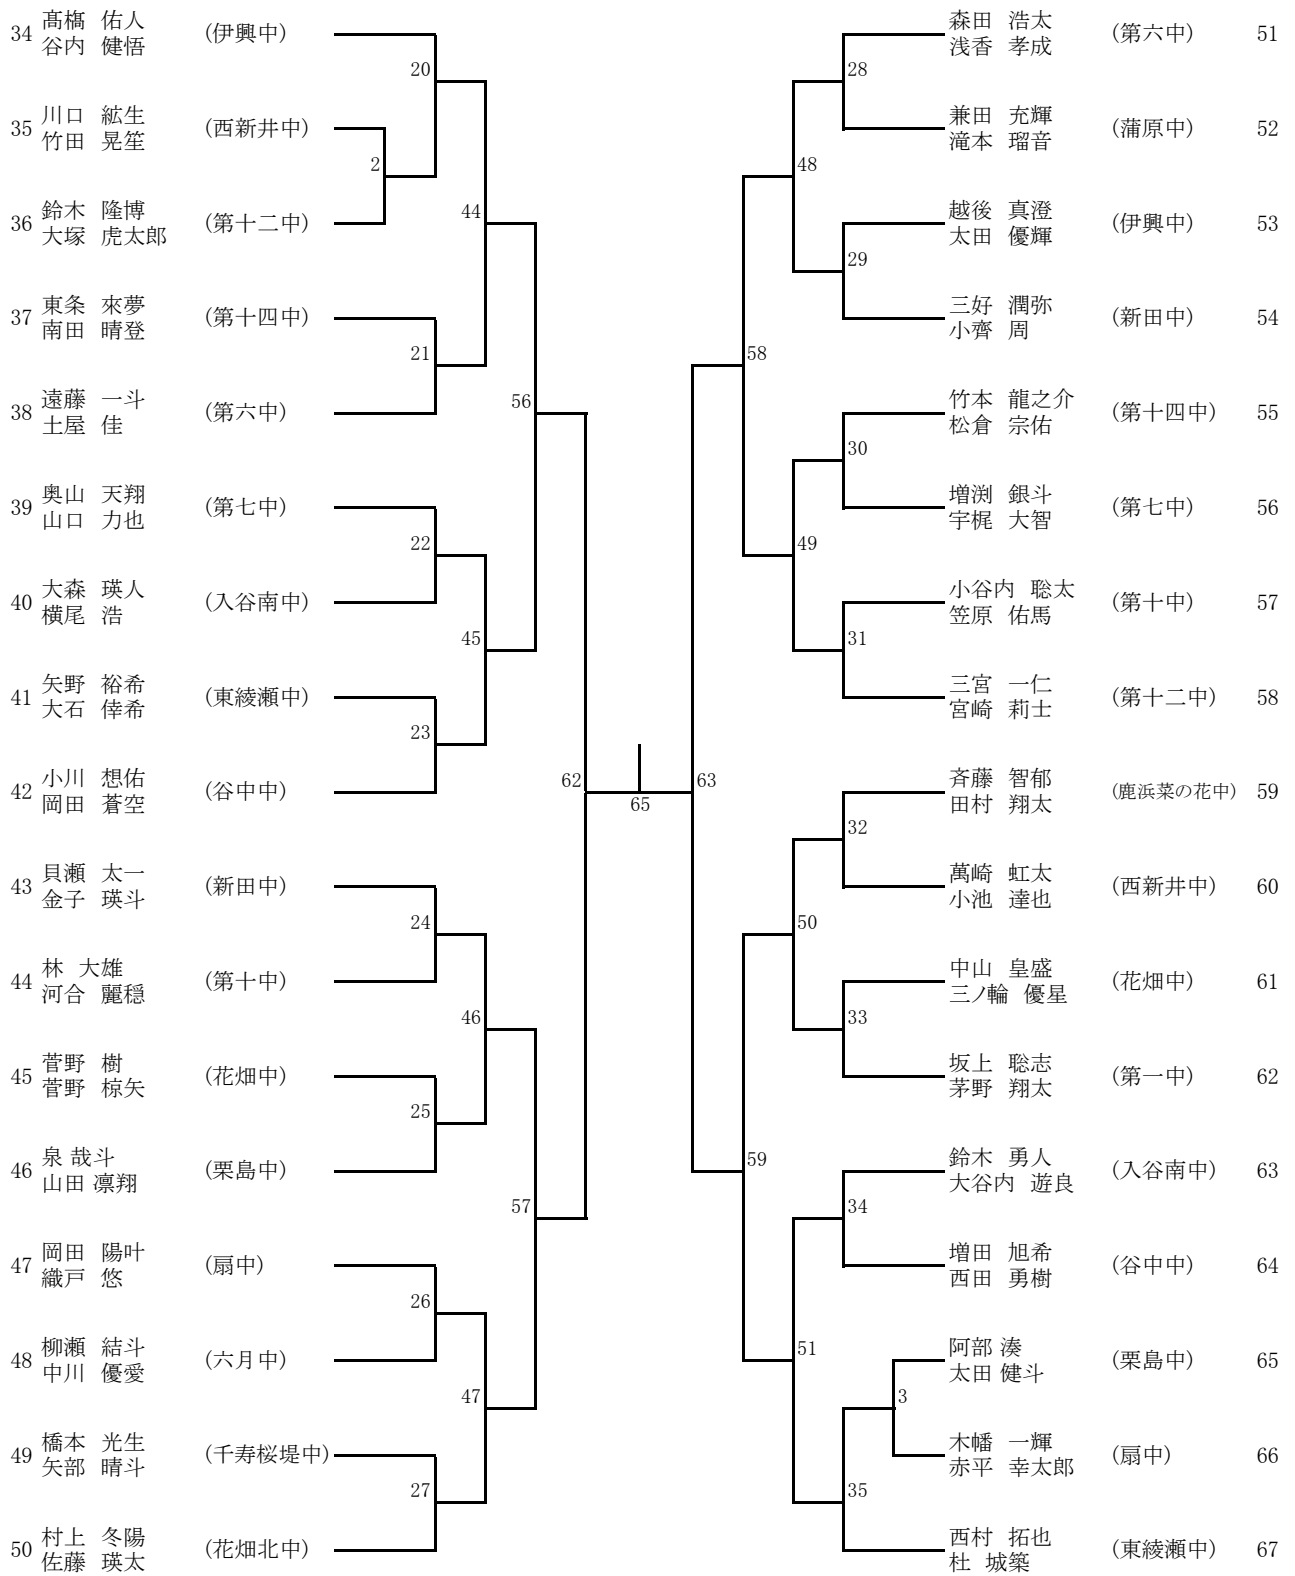 34 髙橋 佑人 (伊興中)
谷内 健悟
20
35 川口 紘生 (西新井中)
竹田 晃笙
2
36 鈴木 隆博 (第十二中)
大塚 虎太郎
44
37 東条 來夢 (第十四中)
南田 晴登
21
38 遠藤 一斗 (第六中)
土屋 佳
56
39 奥山 天翔 (第七中)
山口 力也
22
40 大森 瑛人 (入谷南中)
横尾 浩
45
41 矢野 裕希 (東綾瀬中)
大石 倖希
23
42 小川 想佑 (谷中中)
岡田 蒼空
62
65
43 貝瀬 太一 (新田中)
金子 瑛斗
24
44 林 大雄 (第十中)
河合 麗穏
46
45 菅野 樹 (花畑中)
菅野 椋矢
25
46 泉 哉斗 (栗島中)
山田 凛翔
57
47 岡田 陽叶 (扇中)
織戸 悠
26
48 柳瀬 結斗 (六月中)
中川 優愛
47
49 橋本 光生 (千寿桜堤中)
矢部 晴斗
27
50 村上 冬陽 (花畑北中)
佐藤 瑛太
森田 浩太 (第六中) 51
浅香 孝成
28
兼田 充輝 (蒲原中) 52
滝本 瑠音
48
越後 真澄 (伊興中) 53
太田 優輝
29
三好 潤弥 (新田中) 54
小齊 周
58
竹本 龍之介 (第十四中) 55
松倉 宗佑
30
増渕 銀斗 (第七中) 56
宇梶 大智
49
小谷内 聡太 (第十中) 57
笠原 佑馬
31
三宮 一仁 (第十二中) 58
宮崎 莉士
63
斉藤 智郁 (鹿浜菜の花中) 59
田村 翔太
32
萬崎 虹太 (西新井中) 60
小池 達也
50
中山 皇盛 (花畑中) 61
三ノ輪 優星
33
坂上 聡志 (第一中) 62
茅野 翔太
59
鈴木 勇人 (入谷南中) 63
大谷内 遊良
34
増田 旭希 (谷中中) 64
西田 勇樹
51
阿部 湊 (栗島中) 65
太田 健斗
3
木幡 一輝 (扇中) 66
赤平 幸太郎
35
西村 拓也 (東綾瀬中) 67
杜 城築